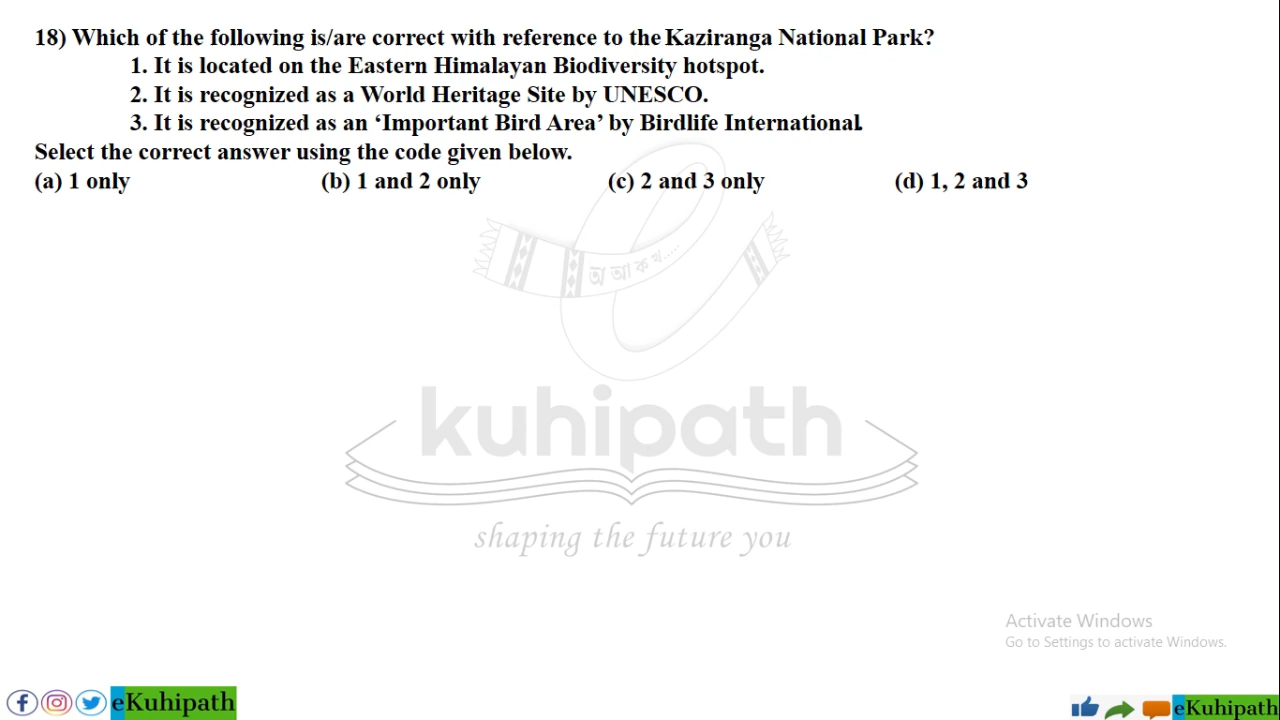 18) Which of the following is/are correct with reference to the Kaziranga National Park?
1. It is located on the Eastern Himalayan Biodiversity hotspot.
2. It is recognized as a World Heritage Site by UNESCO.
3. It is recognized as an ‘Important Bird Area’ by Birdlife International.
Select the correct answer using the code given below.
(a) 1 only (b) 1 and 2 only (c) 2 and 3 only (d) 1, 2 and 3
অ আ ক খ.....
kuhipath
shaping the future you
Activate Windows
Go to Settings to activate Windows.
eKuhipath
eKuhipath